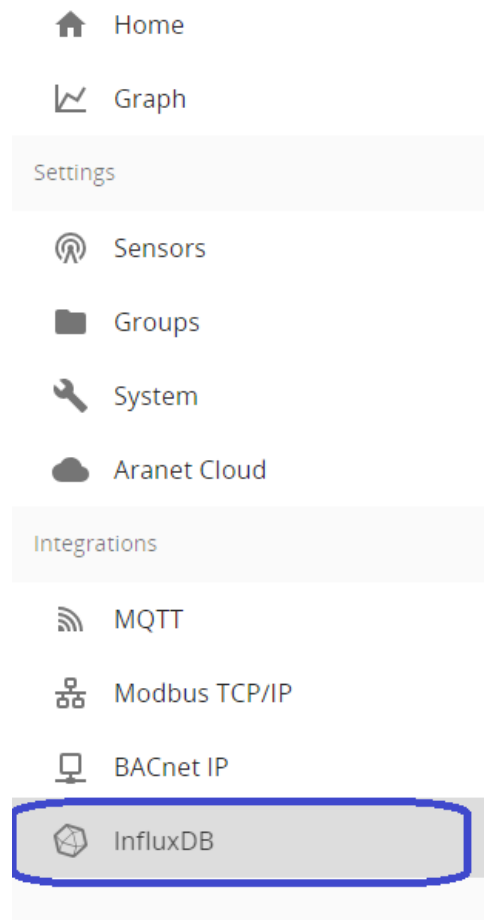 Home
Graph
Settings
Sensors
Groups
System
Aranet Cloud
Integrations
MQTT
Modbus TCP/IP
BACnet IP
InfluxDB